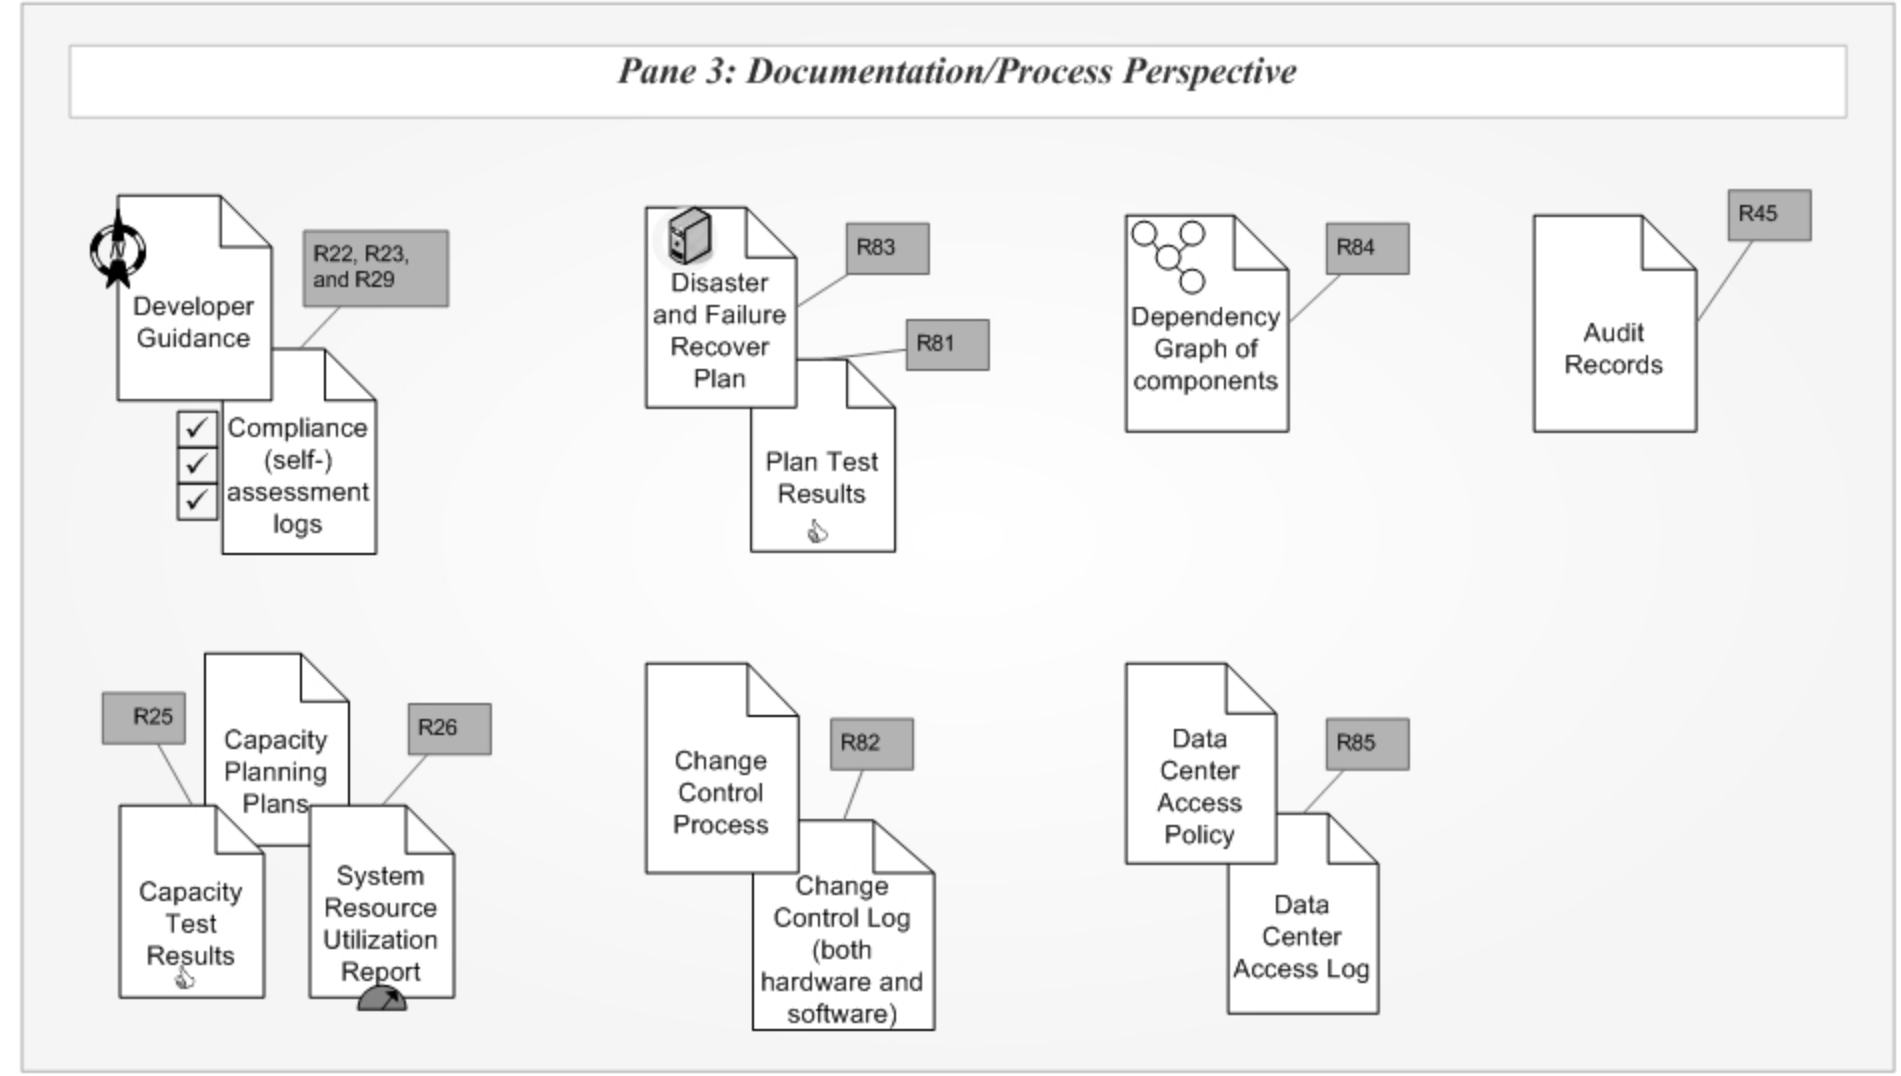 Pane 3: Documentation/Process Perspective
N
Developer
Guidance
R22, R23,
and R29
Compliance
(self-)
assessment
logs
Disaster
and Failure
Recover
Plan
R83
R81
Plan Test
Results
Dependency
Graph of
components
R84
Audit
Records
R45
R25
Capacity
Planning
Plans
R26
Capacity
Test
Results
System
Resource
Utilization
Report
Change
Control
Process
R82
Change
Control Log
(both
hardware and
software)
Data
Center
Access
Policy
R85
Data
Center
Access Log